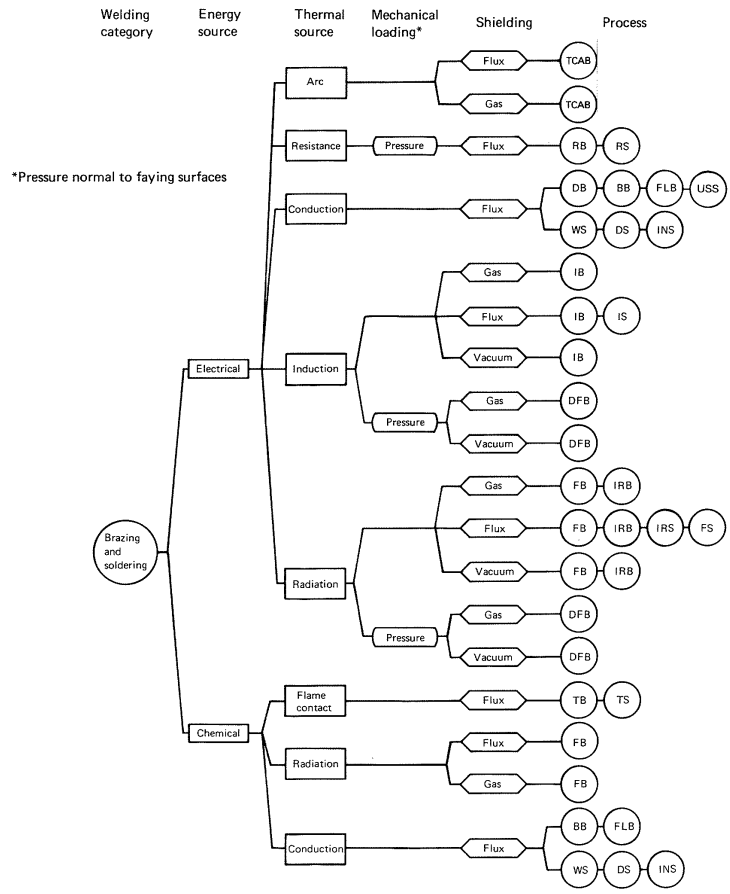 Welding category
Energy source
Thermal source
Mechanical loading*
Shielding
Process
*Pressure normal to faying surfaces
Brazing and soldering
Electrical
Arc
Flux
TCAB
Gas
TCAB
Resistance
Pressure
Flux
RB
RS
Conduction
Flux
DB
BB
FLB
USS
WS
DS
INS
Induction
Gas
IB
Flux
IB
IS
Vacuum
IB
Pressure
Gas
DFB
Vacuum
DFB
Radiation
Gas
FB
IRB
Flux
FB
IRB
IRS
FS
Vacuum
FB
IRB
Pressure
Gas
DFB
Vacuum
DFB
Chemical
Flame contact
Flux
TB
TS
Radiation
Flux
FB
Gas
FB
Conduction
Flux
BB
FLB
WS
DS
INS